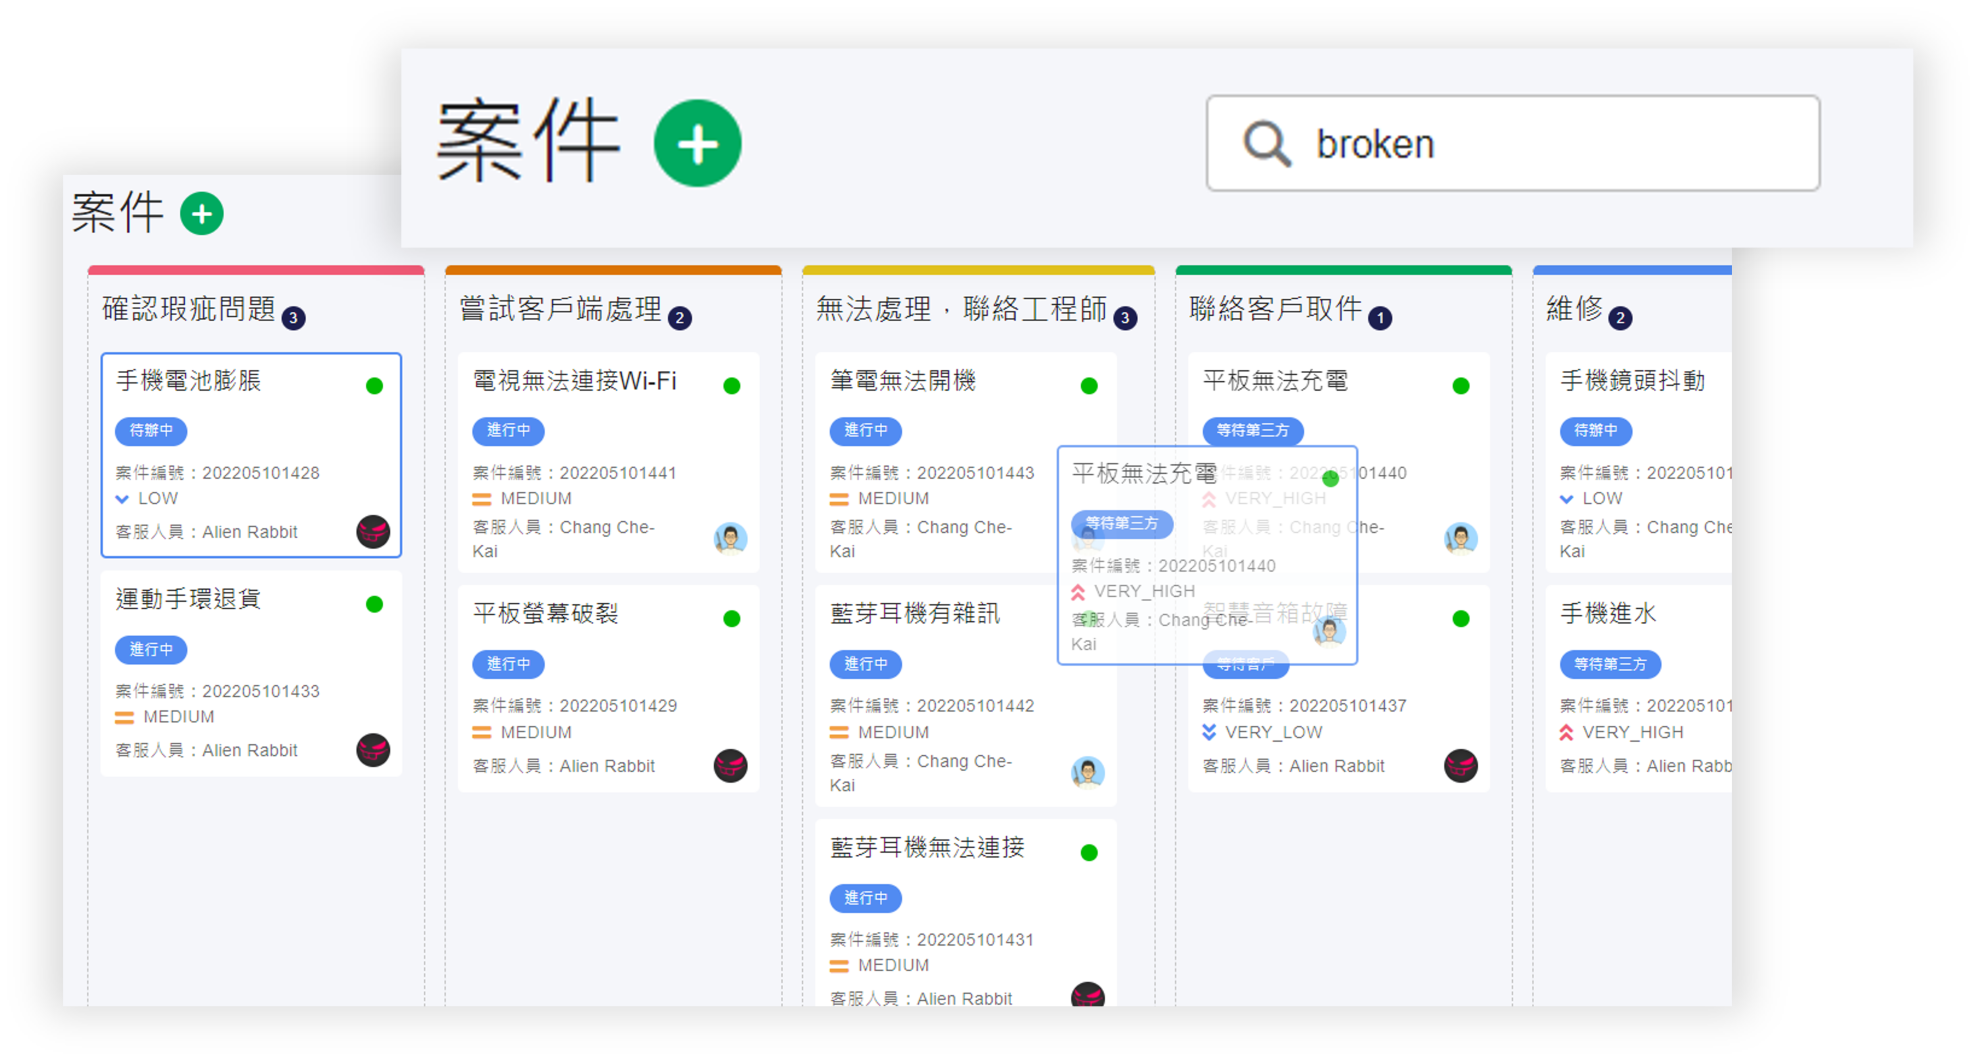 案件
broken
案件
確認瑕疵問題 3
手機電池膨脹
待辦中
案件編號：202205101428
LOW
客服人員：Alien Rabbit
運動手環退貨
進行中
案件編號：202205101433
MEDIUM
客服人員：Alien Rabbit
嘗試客戶端處理 2
電視無法連接Wi-Fi
進行中
案件編號：202205101441
MEDIUM
客服人員：Chang Che-
Kai
平板螢幕破裂
進行中
案件編號：202205101429
MEDIUM
客服人員：Alien Rabbit
無法處理，聯絡工程師 3
筆電無法開機
進行中
案件編號：202205101443
MEDIUM
客服人員：Chang Che-
Kai
藍芽耳機有雜訊
進行中
案件編號：202205101442
MEDIUM
客服人員：Chang Che-
Kai
藍芽耳機無法連接
進行中
案件編號：202205101431
MEDIUM
客服人員：Alien Rabbit
平板無法充電
等待第三方
案件編號：202205101440
VERY_HIGH
客服人員：Chang Che-
Kai
聯絡客戶取件 1
平板無法充電
等待第三方
件編號：202205101440
VERY_HIGH
客服人員：Chang Che-
Kai
智慧音箱故障
等待客戶
案件編號：202205101437
VERY_LOW
客服人員：Alien Rabbit
維修 2
手機鏡頭抖動
待辦中
案件編號：202205101
LOW
客服人員：Chang Che
Kai
手機進水
等待第三方
案件編號：202205101
VERY_HIGH
客服人員：Alien Rabb